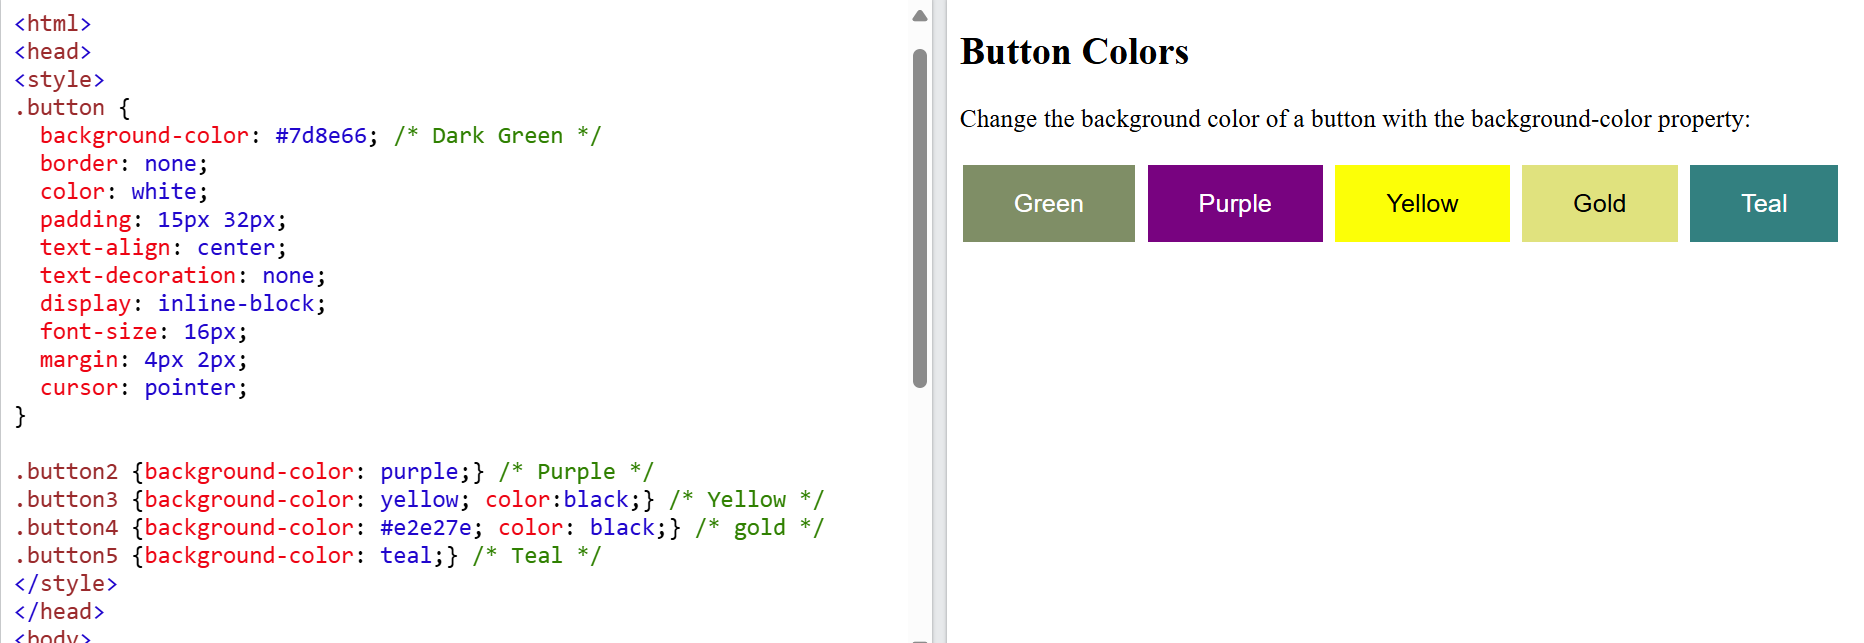 <html>
<head>
<style>
.button {
  background-color: #7d8e66; /* Dark Green */
  border: none;
  color: white;
  padding: 15px 32px;
  text-align: center;
  text-decoration: none;
  display: inline-block;
  font-size: 16px;
  margin: 4px 2px;
  cursor: pointer;
}

.button2 {background-color: purple;} /* Purple */
.button3 {background-color: yellow; color:black;} /* Yellow */
.button4 {background-color: #e2e27e; color: black;} /* gold */
.button5 {background-color: teal;} /* Teal */
</style>
</head>
<body>
Button Colors
Change the background color of a button with the background-color property:
Green Purple Yellow Gold Teal